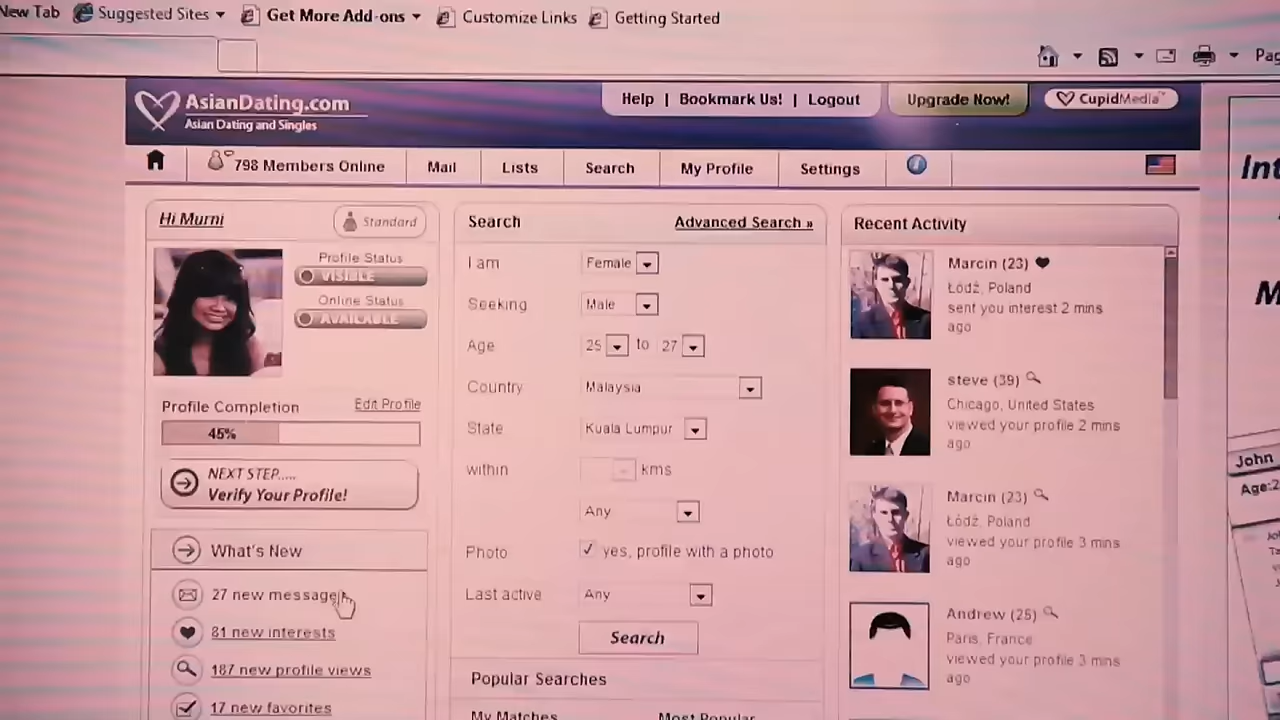 New Tab Suggested Sites Get More Add-ons Customize Links Getting Started
AsianDating.com
Asian Dating and Singles
Help | Bookmark Us! | Logout
Upgrade Now!
CupidMedia
798 Members Online
Mail
Lists
Search
My Profile
Settings
Hi Murni
Standard
Profile Status
VISIBLE
Online Status
AVAILABLE
Profile Completion
Edit Profile
45%
NEXT STEP.....
Verify Your Profile!
What's New
27 new message
81 new interests
187 new profile views
17 new favorites
Search
Advanced Search »
I am Female
Seeking Male
Age 25 to 27
Country Malaysia
State Kuala Lumpur
within kms
Any
Photo yes, profile with a photo
Last active Any
Search
Popular Searches
My Matches Most Popular
Recent Activity
Marcin (23)
Łódź, Poland
sent you interest 2 mins
ago
steve (39)
Chicago, United States
viewed your profile 2 mins
ago
Marcin (23)
Łódź, Poland
viewed your profile 3 mins
ago
Andrew (25)
Paris, France
viewed your profile 3 mins
ago
John